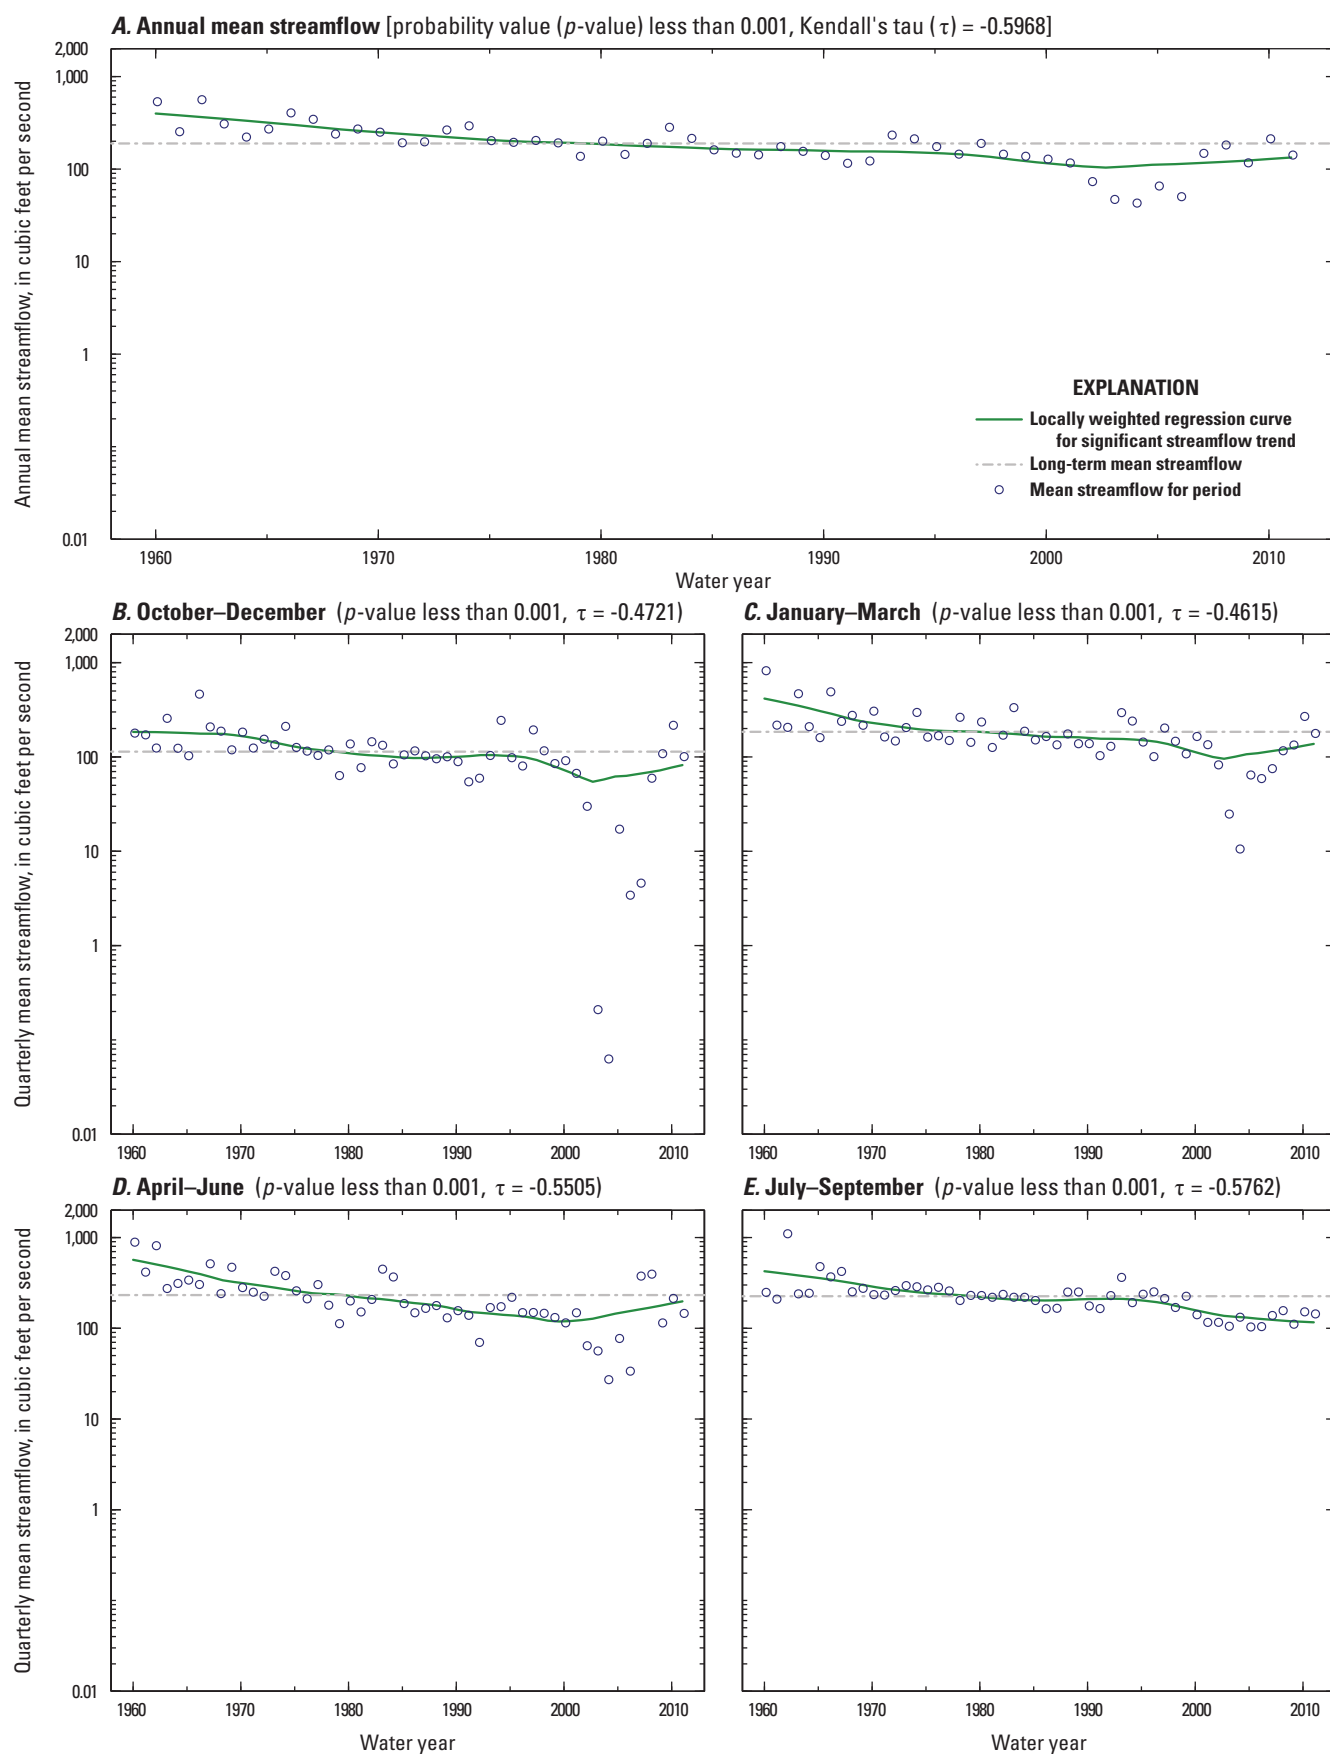 A. Annual mean streamflow [probability value (p-value) less than 0.001, Kendall's tau (τ) = -0.5968]
2,000
1,000
100
10
1
0.01
Annual mean streamflow, in cubic feet per second
EXPLANATION
Locally weighted regression curve
for significant streamflow trend
Long-term mean streamflow
Mean streamflow for period
1960 1970 1980 1990 2000 2010
Water year
B. October–December (p-value less than 0.001, τ = -0.4721)
2,000
1,000
100
10
1
0.01
Quarterly mean streamflow, in cubic feet per second
1960 1970 1980 1990 2000 2010
C. January–March (p-value less than 0.001, τ = -0.4615)
1960 1970 1980 1990 2000 2010
D. April–June (p-value less than 0.001, τ = -0.5505)
2,000
1,000
100
10
1
0.01
Quarterly mean streamflow, in cubic feet per second
1960 1970 1980 1990 2000 2010
Water year
E. July–September (p-value less than 0.001, τ = -0.5762)
1960 1970 1980 1990 2000 2010
Water year